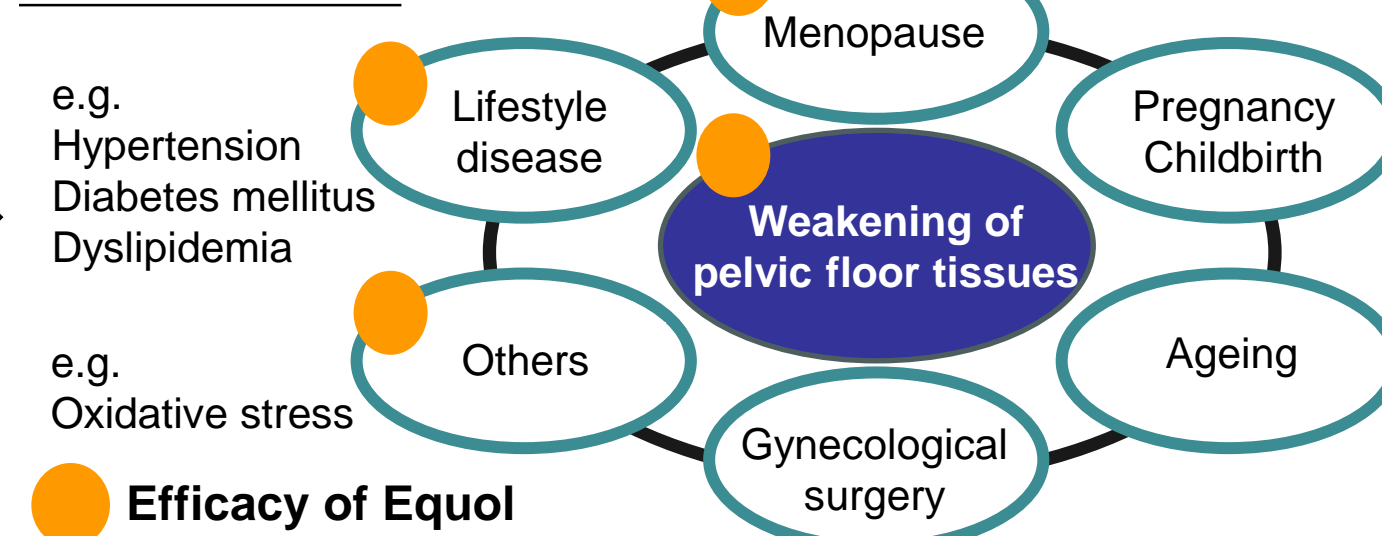 Menopause
e.g.
Hypertension
Diabetes mellitus
Dyslipidemia
Lifestyle
disease
Pregnancy
Childbirth
Weakening of
pelvic floor tissues
e.g.
Oxidative stress
Others
Ageing
Gynecological
surgery
Efficacy of Equol